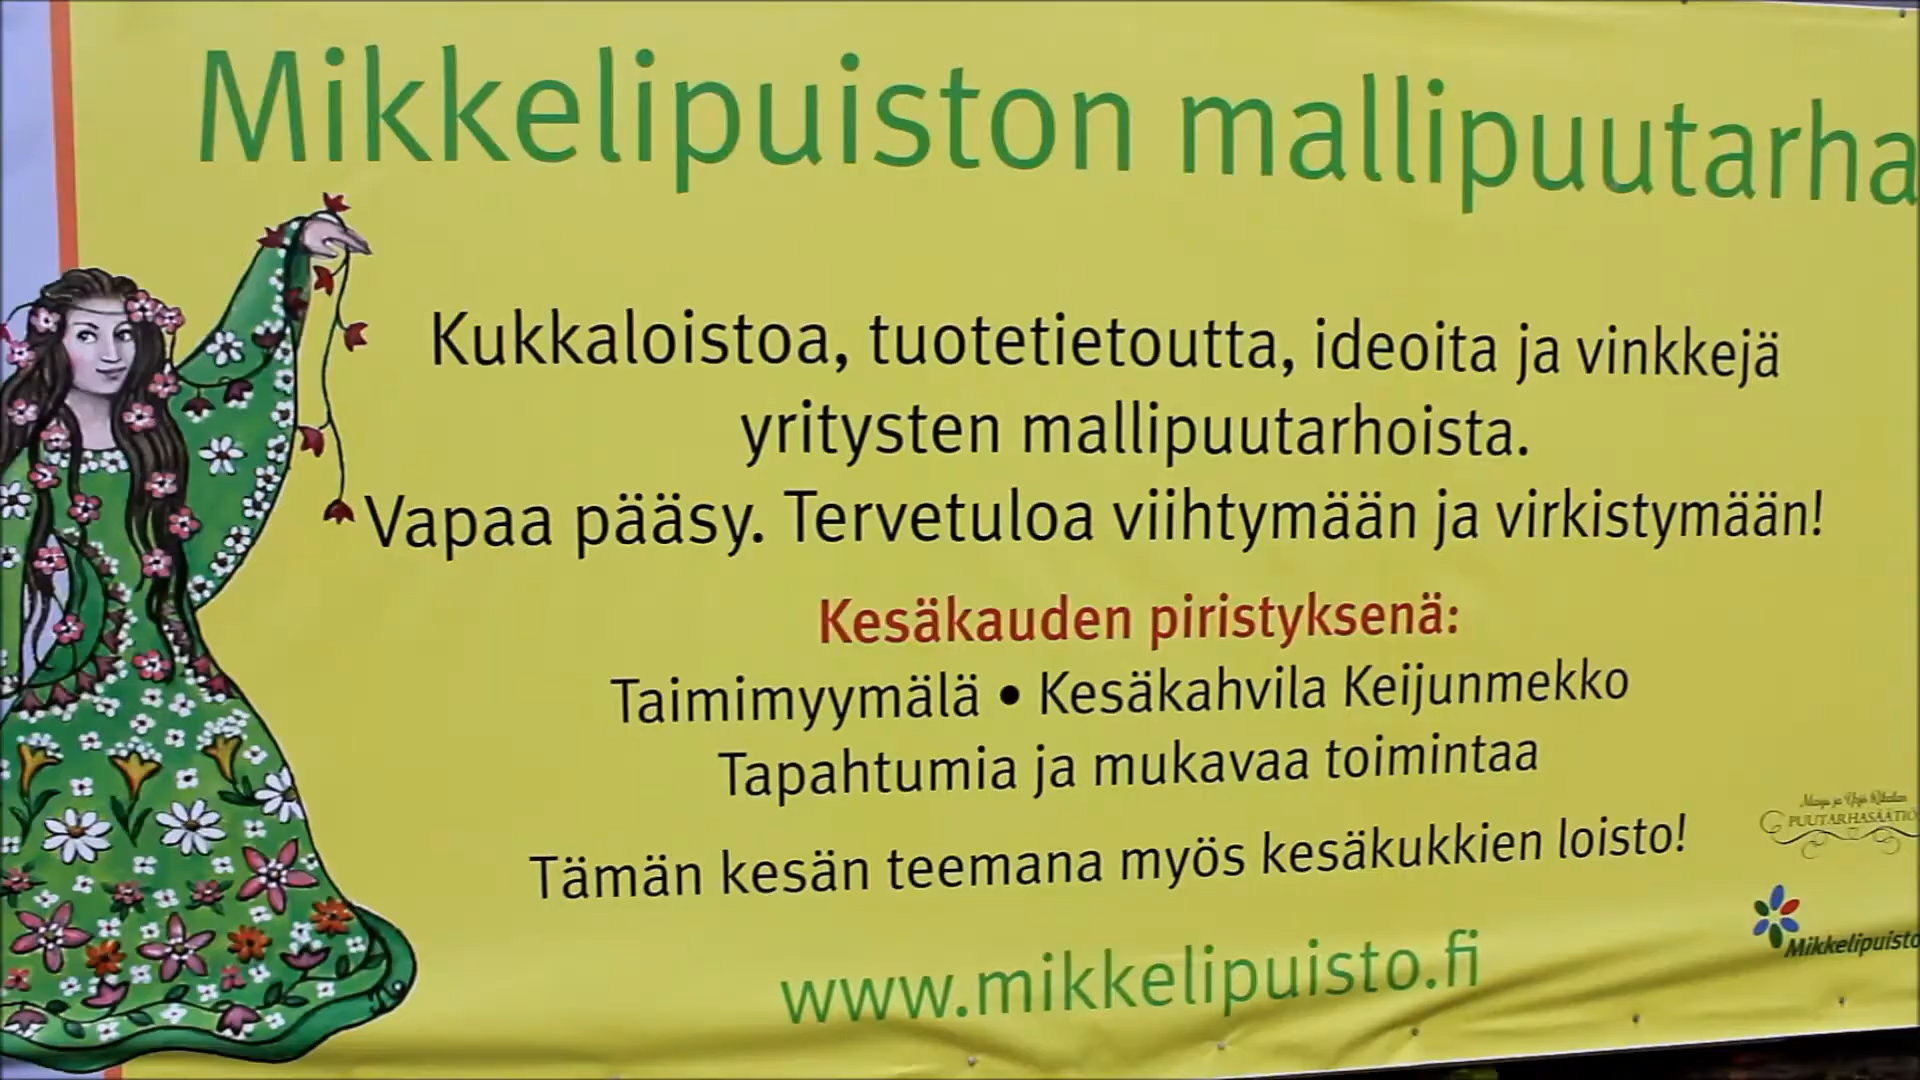 Mikkelipuiston mallipuutarha
Kukkaloistoa, tuotetietoutta, ideoita ja vinkkejä
yritysten mallipuutarhoista.
Vapaa pääsy. Tervetuloa viihtymään ja virkistymään!
Kesäkauden piristyksenä:
Taimimyymälä • Kesäkahvila Keijunmekko
Tapahtumia ja mukavaa toimintaa
Tämän kesän teemana myös kesäkukkien loisto!
www.mikkelipuisto.fi
PUUTARHASÄÄTIÖ
Mikkelipuisto